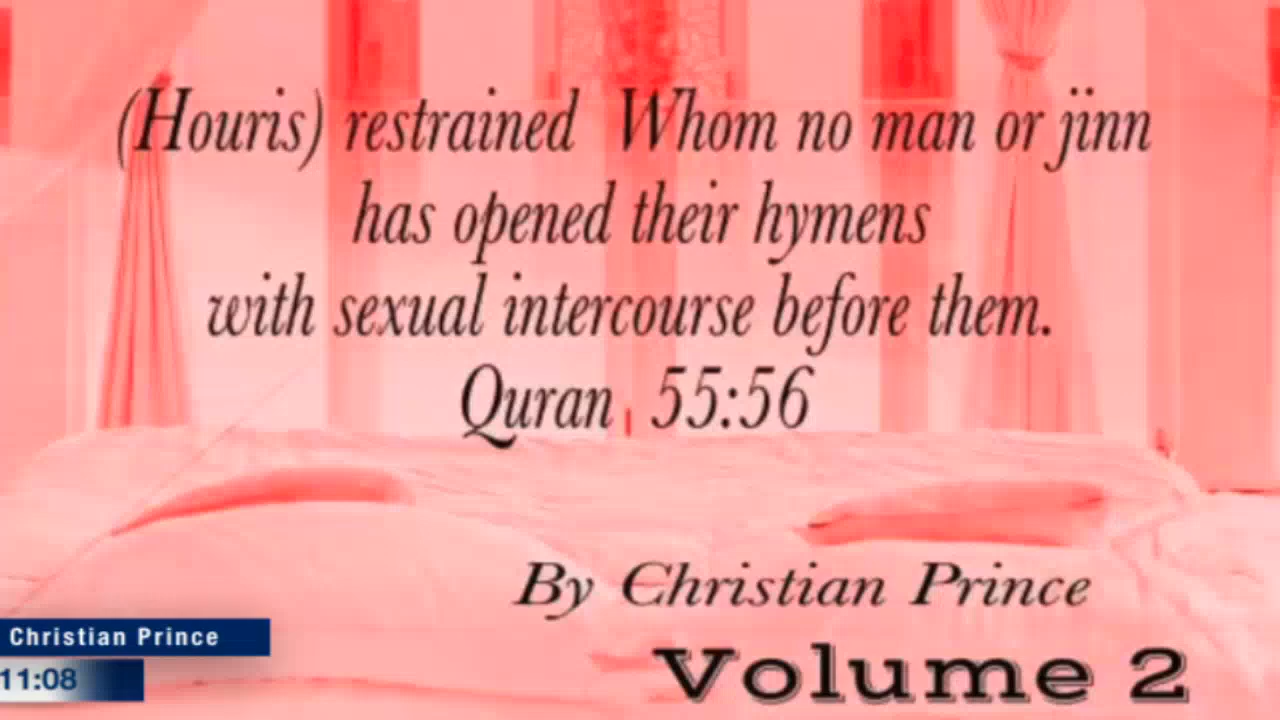 (Houris) restrained Whom no man or jinn
has opened their hymens
with sexual intercourse before them.
Quran 55:56
By Christian Prince
Volume 2
Christian Prince
11:08